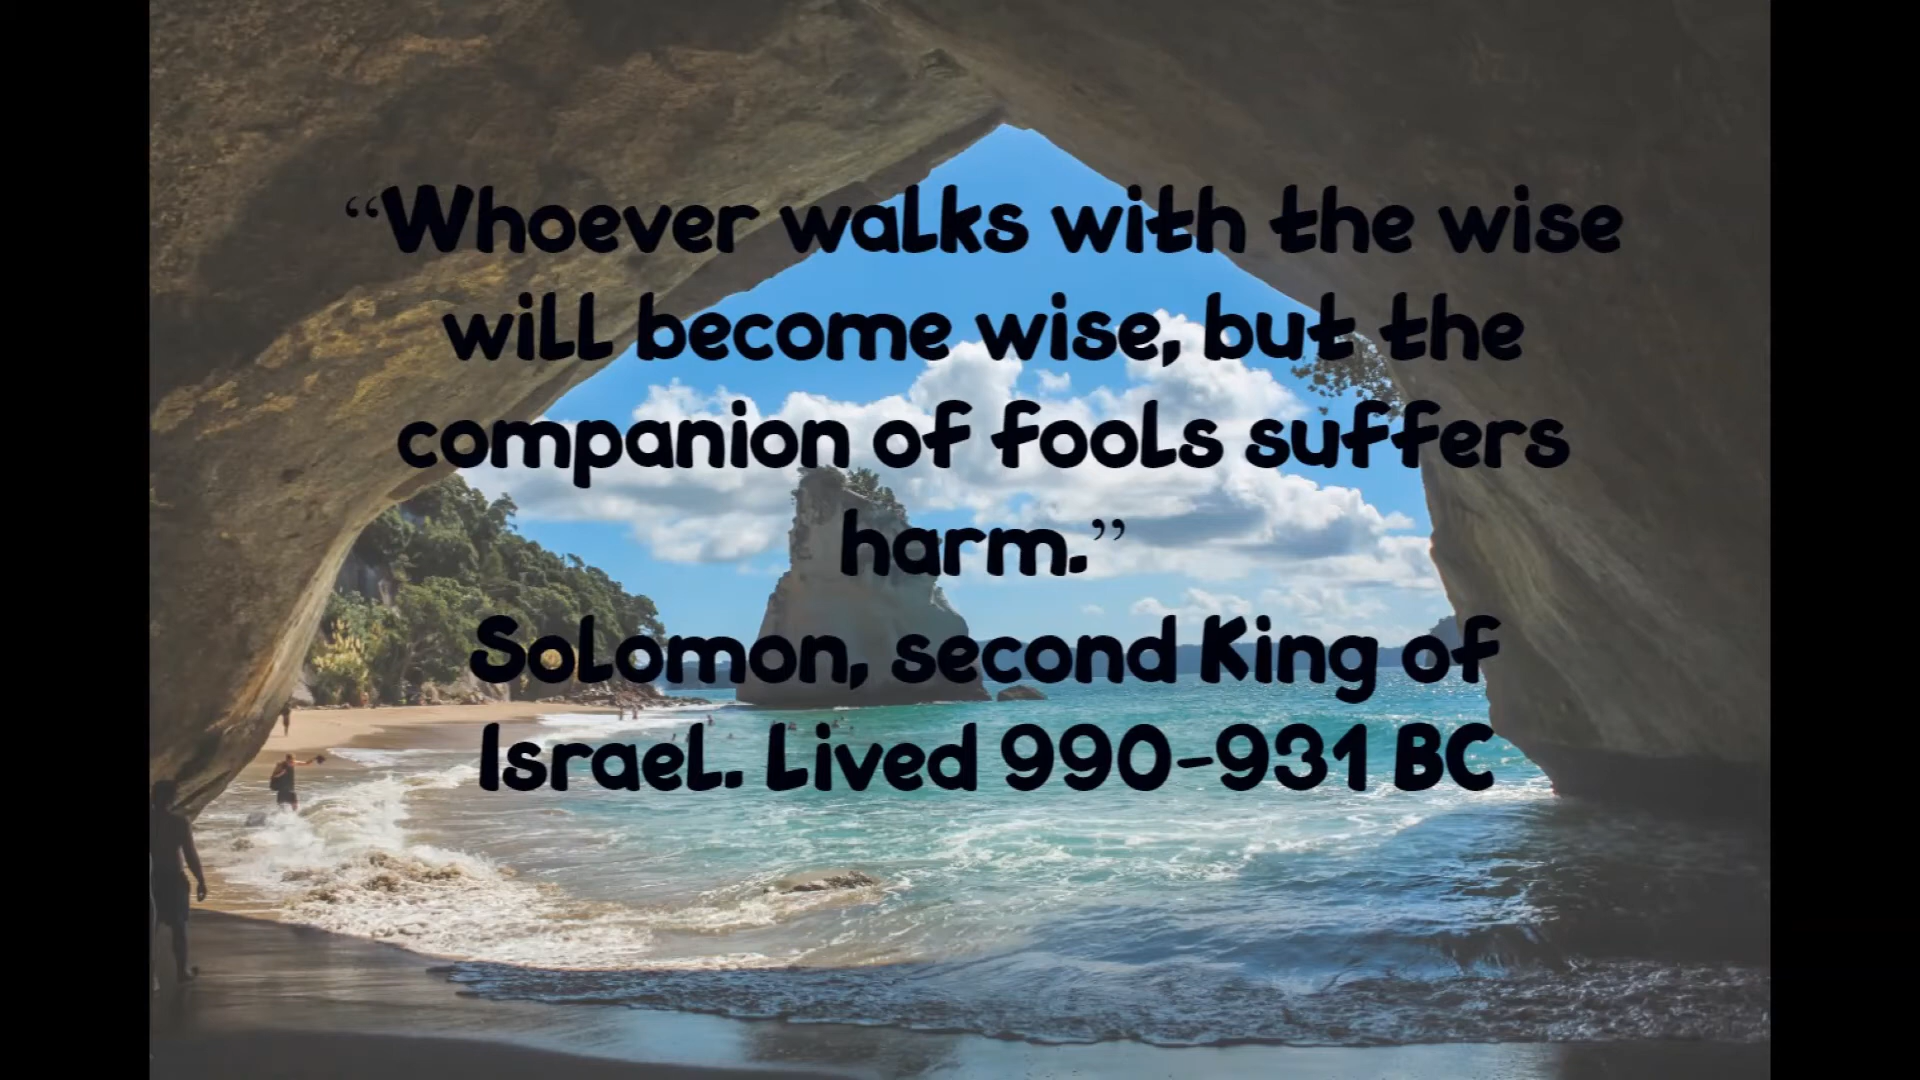 “Whoever walks with the wise
will become wise, but the
companion of fools suffers
harm.”
Solomon, second King of
Israel. Lived 990-931 BC